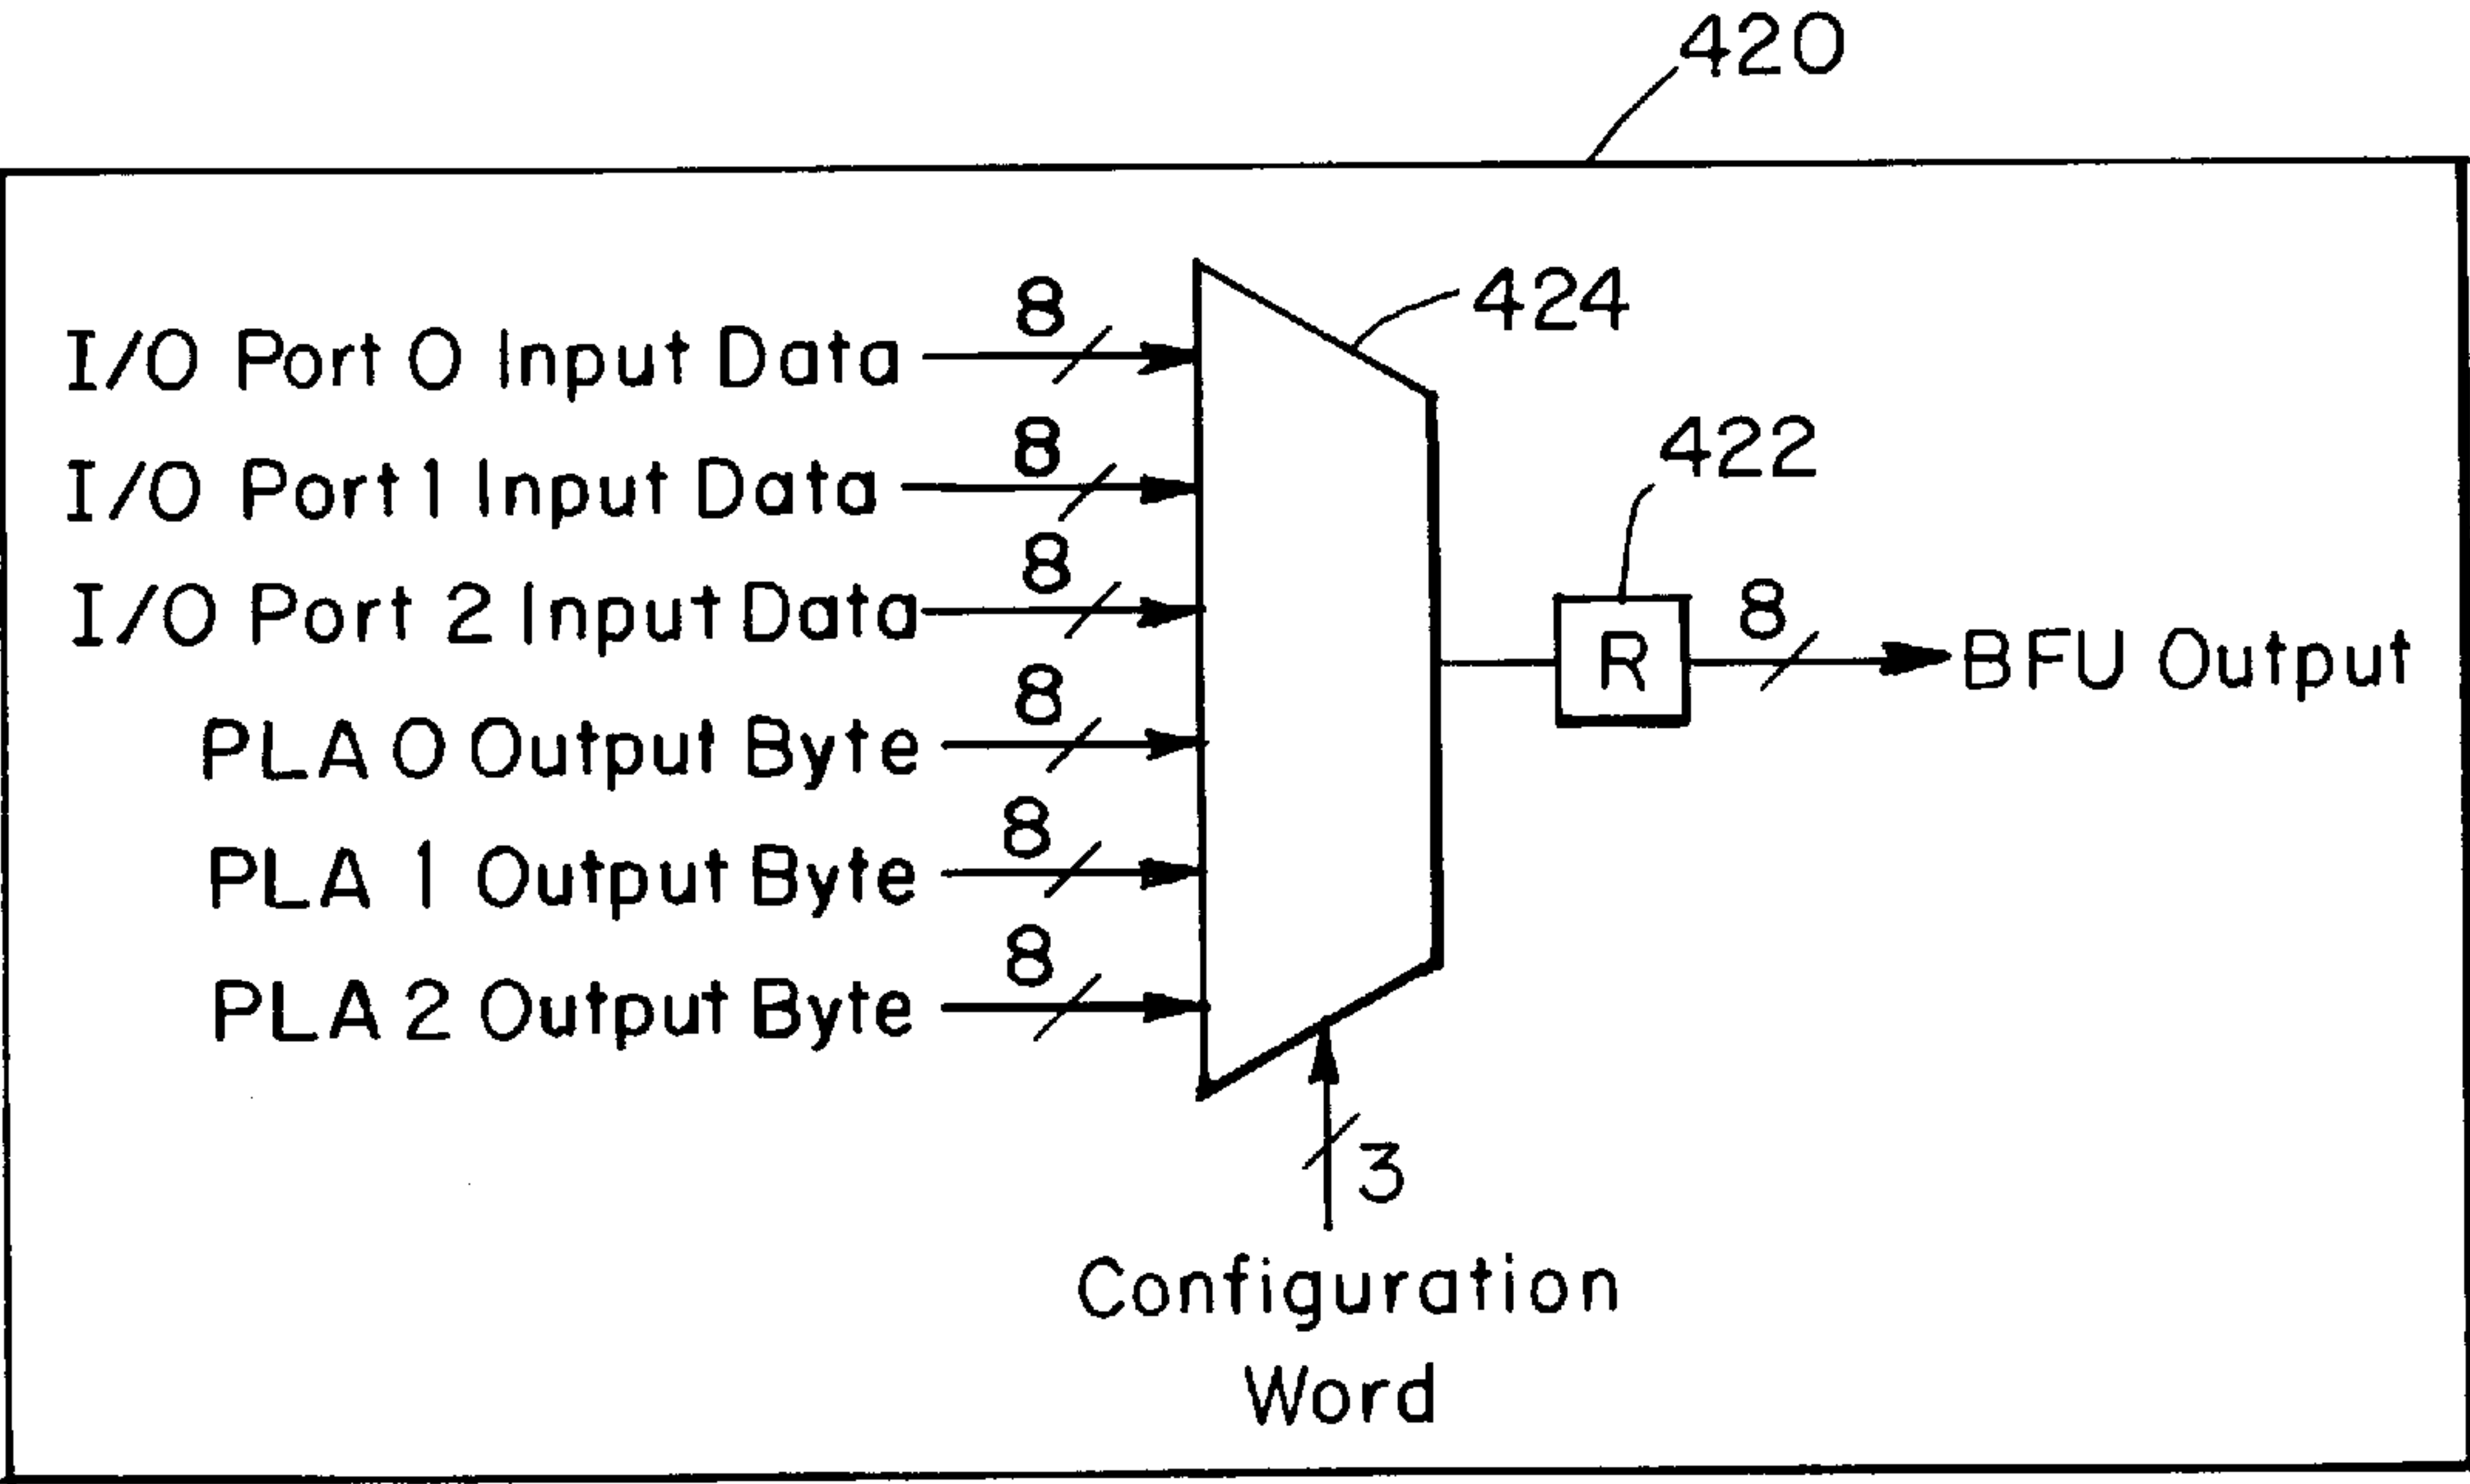 420
8
424
I/O Port 0 Input Data
8
422
I/O Port 1 Input Data
8
I/O Port 2 Input Data
8
R
BFU Output
8
PLA 0 Output Byte
8
PLA 1 Output Byte
8
PLA 2 Output Byte
3
Configuration
Word